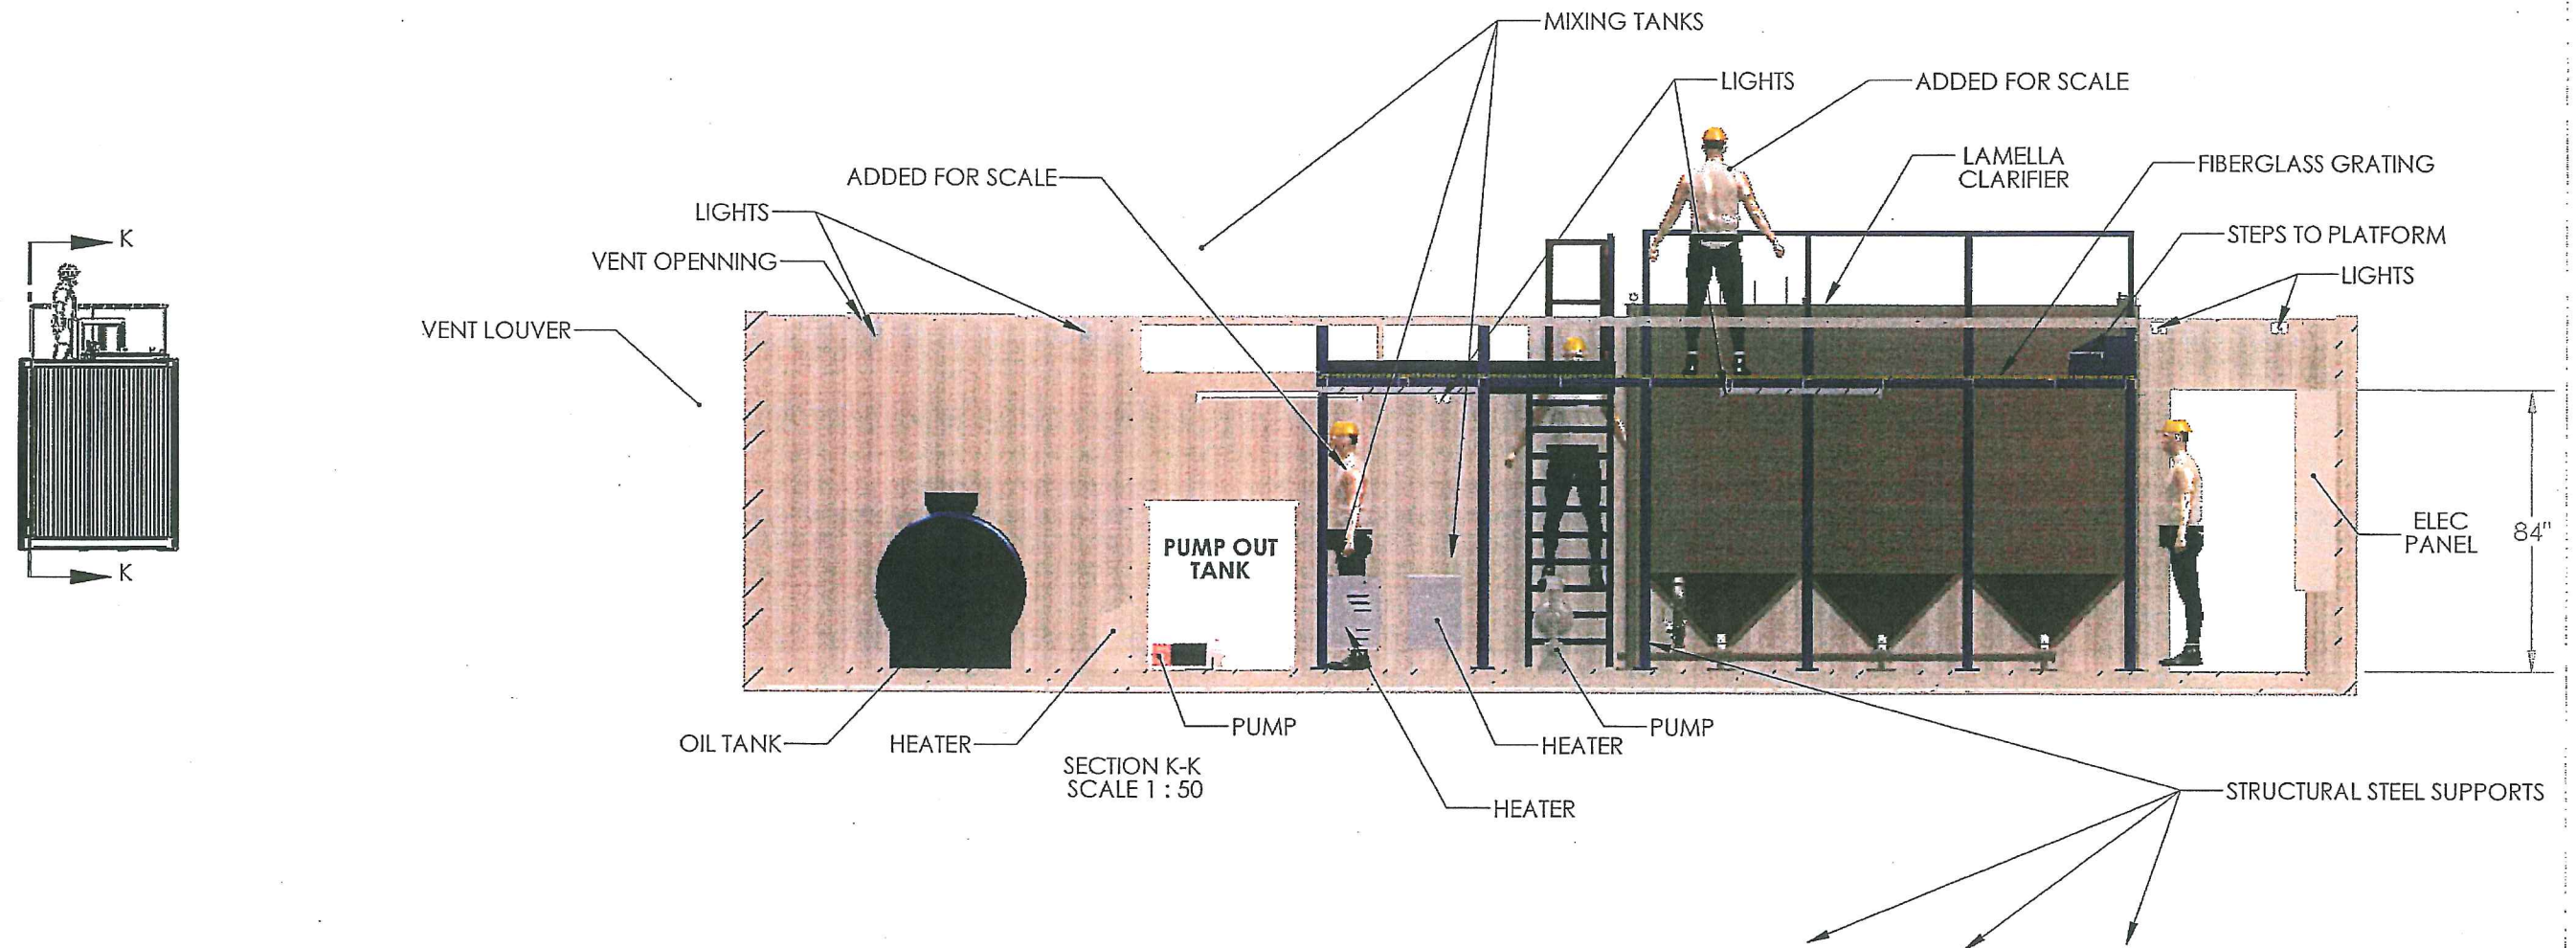 MIXING TANKS
LIGHTS
ADDED FOR SCALE
LAMELLA
CLARIFIER
FIBERGLASS GRATING
ADDED FOR SCALE
LIGHTS
STEPS TO PLATFORM
K
VENT OPENNING
LIGHTS
VENT LOUVER
ELEC
PANEL
84"
PUMP OUT
TANK
K
OIL TANK
HEATER
PUMP
HEATER
PUMP
SECTION K-K
SCALE 1 : 50
HEATER
STRUCTURAL STEEL SUPPORTS